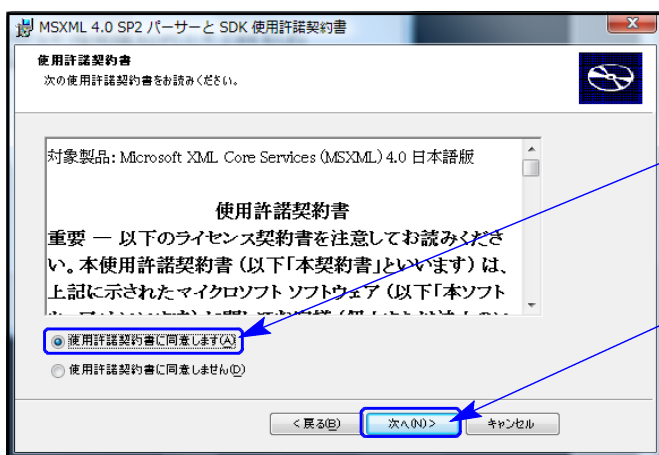 MSXML 4.0 SP2 パーサーと SDK 使用許諾契約書
使用許諾契約書
次の使用許諾契約書をお読みください。
対象製品: Microsoft XML Core Services (MSXML) 4.0 日本語版
使用許諾契約書
重要 ― 以下のライセンス契約書を注意してお読みくださ
い。本使用許諾契約書 (以下「本契約書」といいます) は、
上記に示されたマイクロソフト ソフトウェア (以下「本ソフト
使用許諾契約書に同意します(A)
使用許諾契約書に同意しません(D)
< 戻る(B)
次へ(N) >
キャンセル